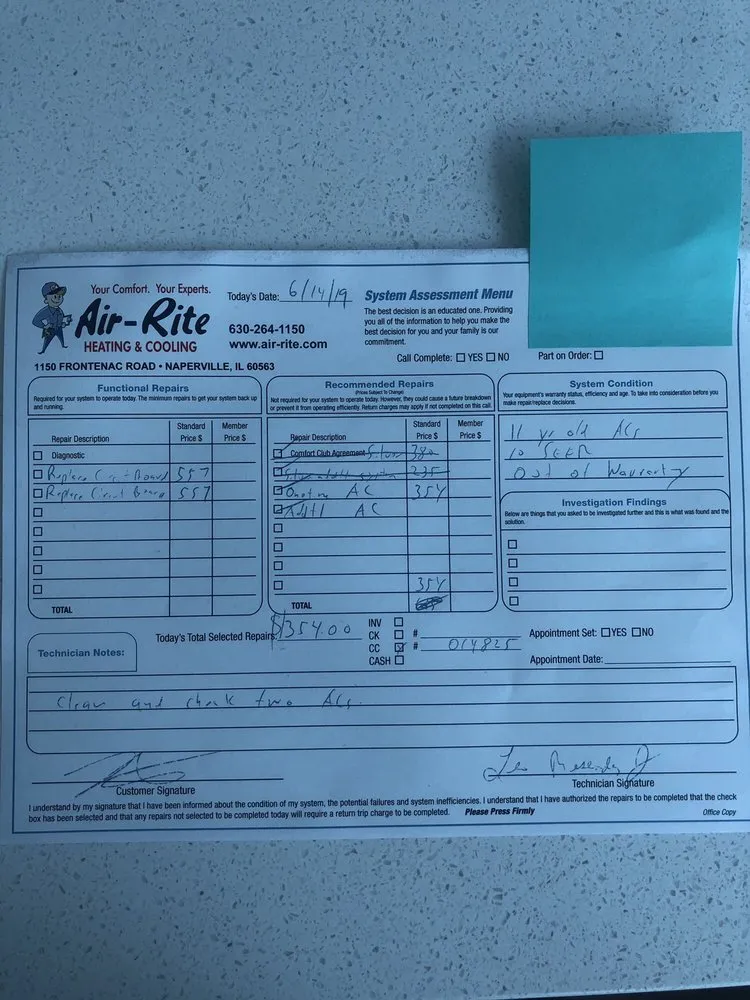 Your Comfort. Your Experts.
Air-Rite
HEATING & COOLING
630-264-1150
www.air-rite.com
1150 FRONTENAC ROAD • NAPERVILLE, IL 60563
Today's Date: 6/14/19
System Assessment Menu
The best decision is an educated one. Providing
you all of the information to help you make the
best decision for you and your family is our
commitment.
Call Complete: YES NO
Part on Order:
Functional Repairs
Required for your system to operate today. The minimum repairs to get your system back up
and running.
Repair Description Standard Price $ Member Price $
Diagnostic
Replace Circuit Board 557
Replace Circuit Board 557
TOTAL
Recommended Repairs
(Prices Subject To Change)
Not required for your system to operate today. However, they could cause a future breakdown
or prevent it from operating efficiently. Return charges may apply if not completed on this call.
Repair Description Standard Price $ Member Price $
Comfort Club Agreement 380
235
Onetime AC 354
Addtl AC
354
TOTAL
System Condition
Your equipment's warranty status, efficiency and age. To take into consideration before you
make repair/replace decisions.
11 yr old ACs
10 SEER
Out of Warranty
Investigation Findings
Below are things that you asked to be investigated further and this is what was found and the
solution.
Today's Total Selected Repairs: $354.00
INV
CK #
CC # 014825
CASH
Appointment Set: YES NO
Appointment Date:
Technician Notes:
Clean and check two ACs.
Customer Signature
Technician Signature
I understand by my signature that I have been informed about the condition of my system, the potential failures and system inefficiencies. I understand that I have authorized the repairs to be completed that the check
box has been selected and that any repairs not selected to be completed today will require a return trip charge to be completed. Please Press Firmly
Office Copy